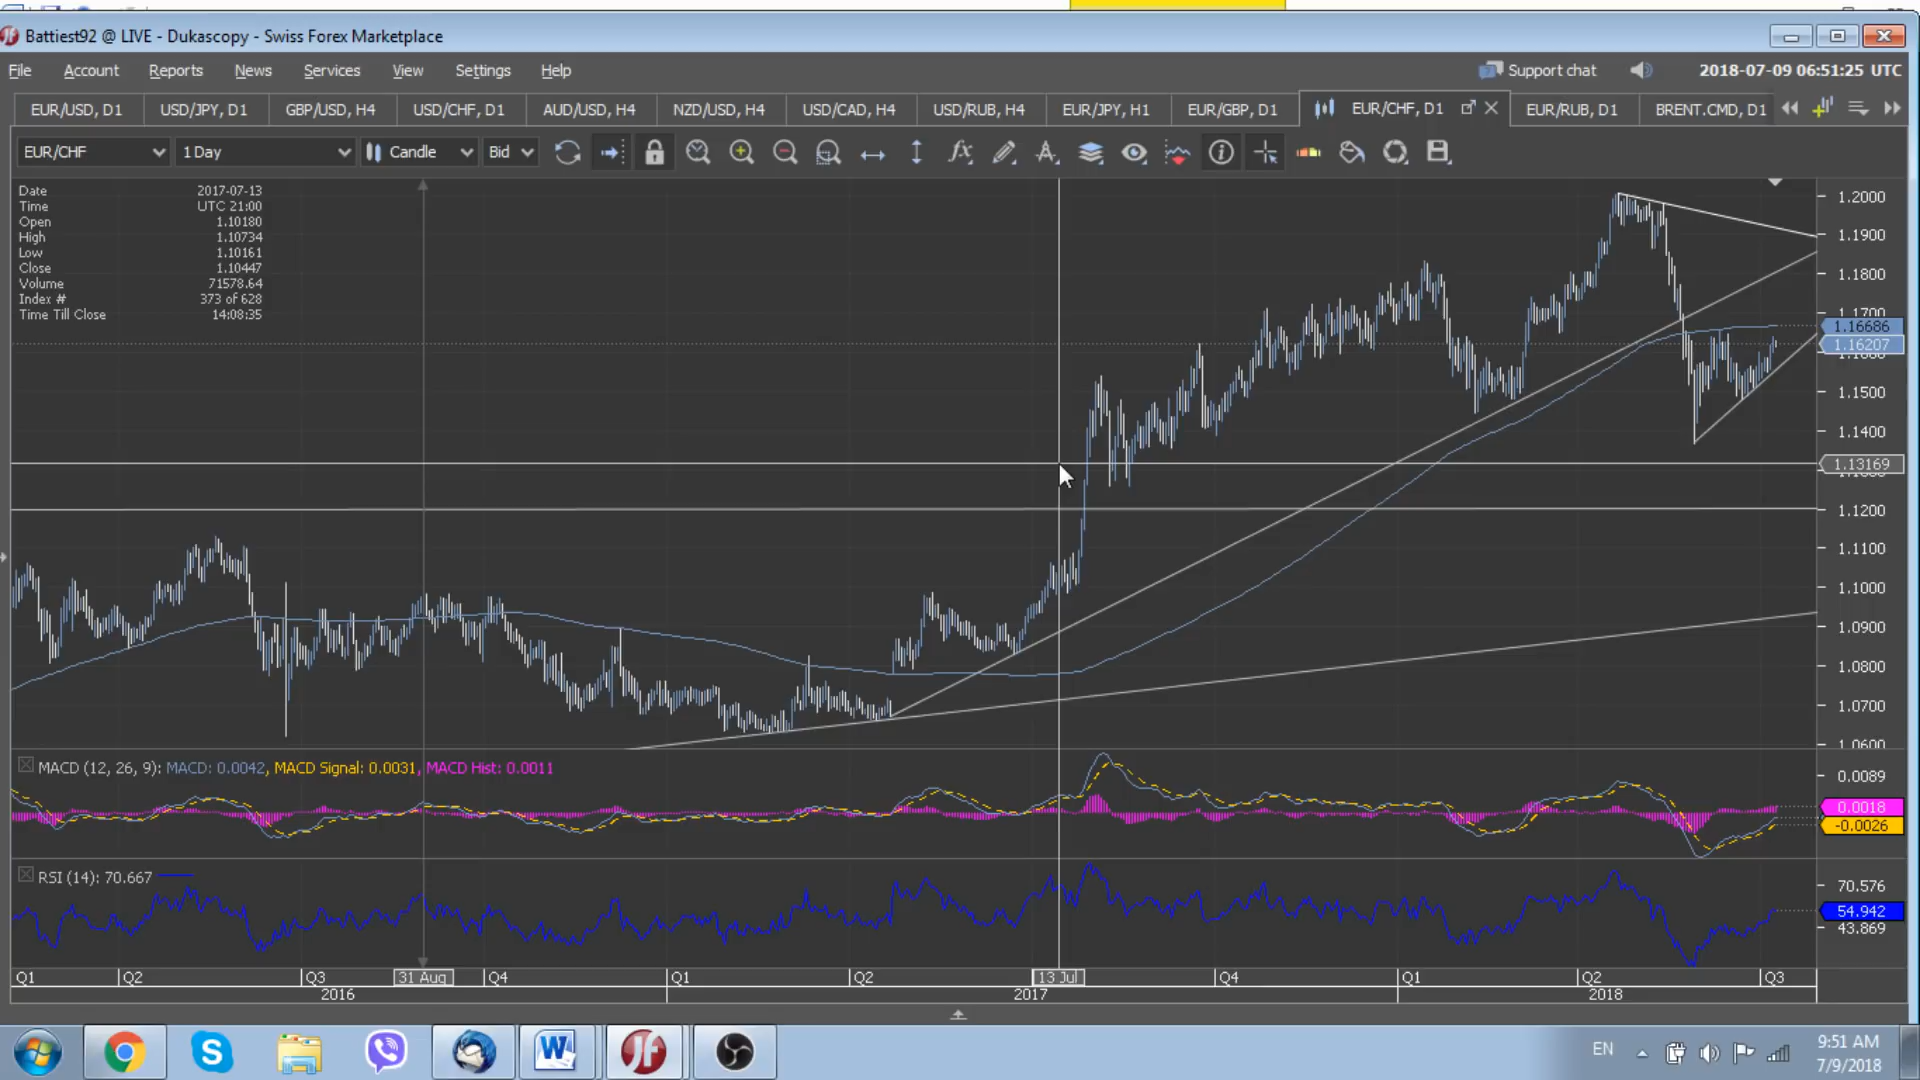 Battiest92 @ LIVE - Dukascopy - Swiss Forex Marketplace
File Account Reports News Services View Settings Help Support chat 2018-07-09 06:51:25 UTC
EUR/USD, D1 USD/JPY, D1 GBP/USD, H4 USD/CHF, D1 AUD/USD, H4 NZD/USD, H4 USD/CAD, H4 USD/RUB, H4 EUR/JPY, H1 EUR/GBP, D1 EUR/CHF, D1 EUR/RUB, D1 BRENT.CMD, D1
EUR/CHF 1 Day Candle Bid
Date 2017-07-13
Time UTC 21:00
Open 1.10180
High 1.10734
Low 1.10161
Close 1.10447
Volume 71578.64
Index # 373 of 628
Time Till Close 14:08:35
1.2000
1.1900
1.1800
1.1700
1.16686
1.16207
1.1500
1.1400
1.13169
1.1200
1.1100
1.1000
1.0900
1.0800
1.0700
1.0600
MACD (12, 26, 9): MACD: 0.0042, MACD Signal: 0.0031, MACD Hist: 0.0011
0.0089
0.0018
-0.0026
RSI (14): 70.667
70.576
54.942
43.869
Q1 Q2 Q3 31 Aug Q4 Q1 Q2 13 Jul Q4 Q1 Q2 Q3
2016 2017 2018
EN 9:51 AM
7/9/2018